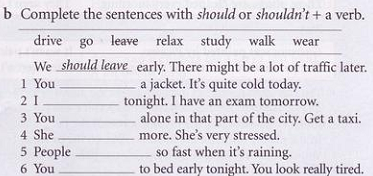 b Complete the sentences with should or shouldn't + a verb.
drive go leave relax study walk wear
We should leave early. There might be a lot of traffic later.
1 You __________ a jacket. It's quite cold today.
2 I __________ tonight. I have an exam tomorrow.
3 You __________ alone in that part of the city. Get a taxi.
4 She __________ more. She's very stressed.
5 People __________ so fast when it's raining.
6 You __________ to bed early tonight. You look really tired.